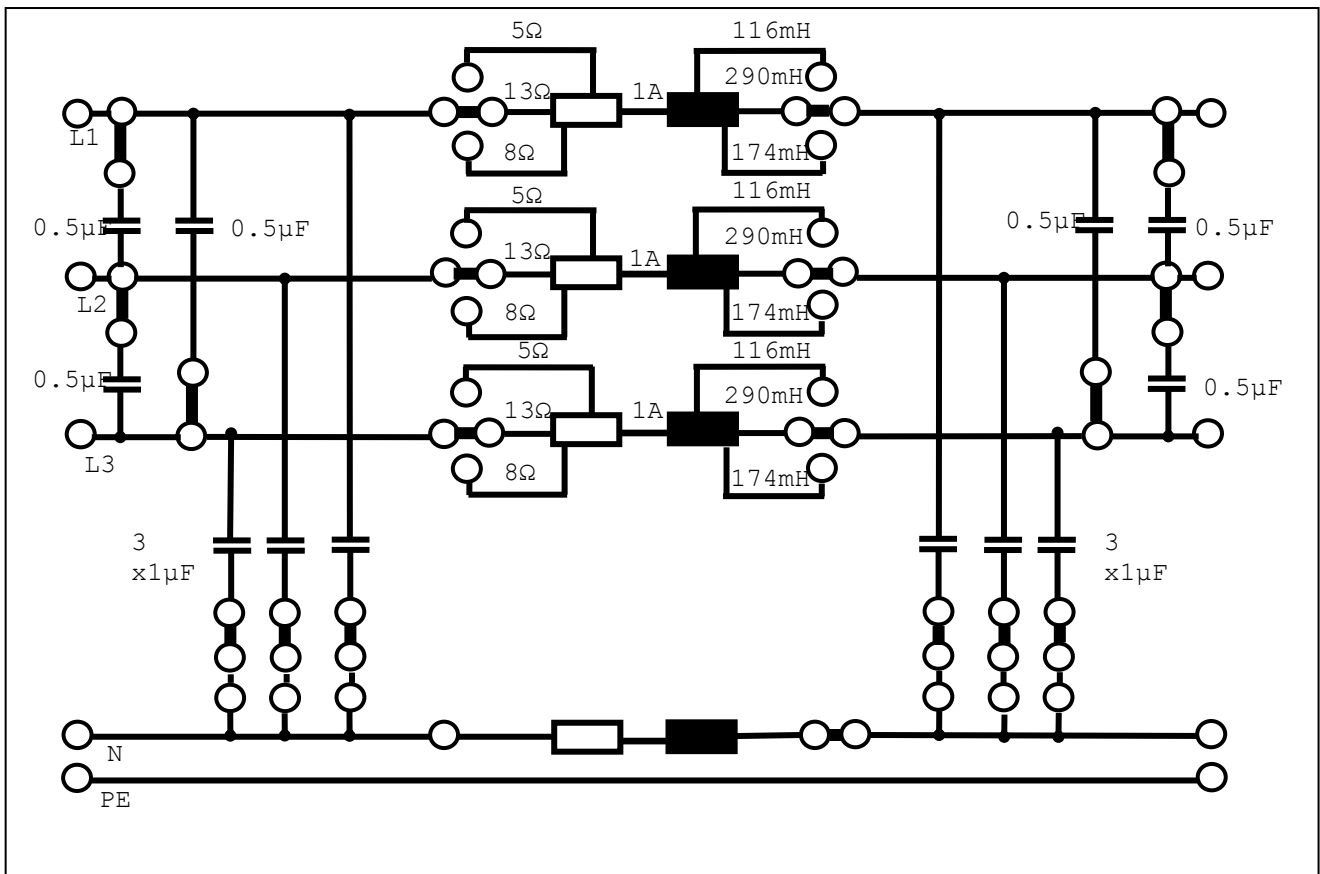 5Ω 116mH
290mH
13Ω 1A
L1
8Ω 174mH
5Ω 116mH
0.5µF 0.5µF 0.5µF 0.5µF
13Ω 1A 290mH
L2
8Ω 174mH
5Ω 116mH
0.5µF 290mH 0.5µF
13Ω 1A
L3
8Ω 174mH
3 3
x1µF x1µF
N
PE